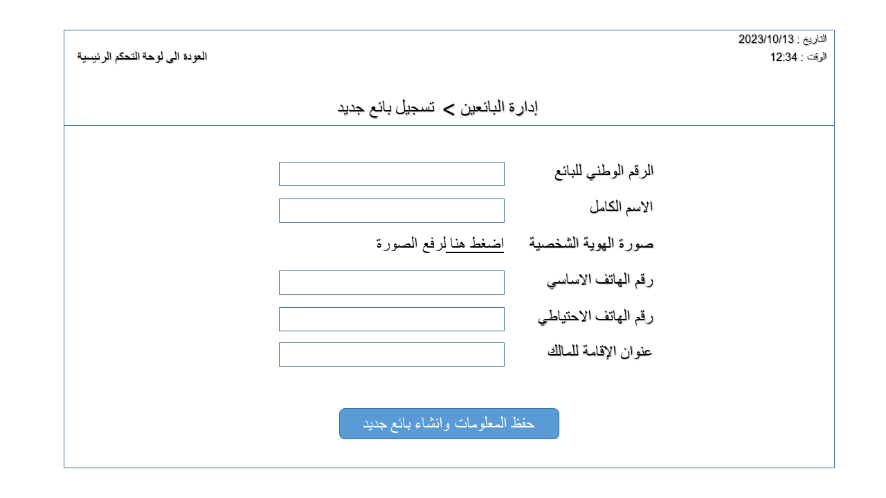 التاريخ : 2023/10/13
الوقت : 12:34
العودة الى لوحة التحكم الرئيسية
إدارة البائعين > تسجيل بائع جديد
الرقم الوطني للبائع
الاسم الكامل
صورة الهوية الشخصية اضغط هنا لرفع الصورة
رقم الهاتف الاساسي
رقم الهاتف الاحتياطي
عنوان الإقامة للمالك
حفظ المعلومات وانشاء بائع جديد